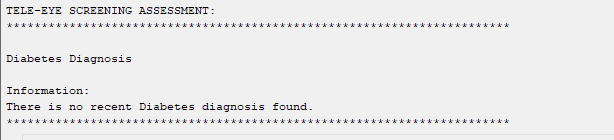 TELE-EYE SCREENING ASSESSMENT:
************************************************************************
Diabetes Diagnosis
Information:
There is no recent Diabetes diagnosis found.
************************************************************************